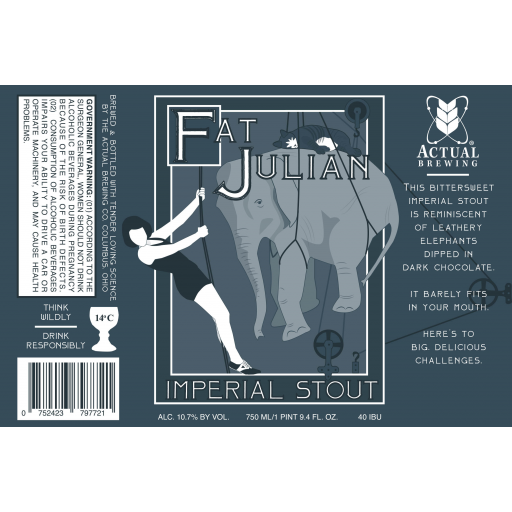 BREWED & BOTTLED WITH TENDER LOVING SCIENCE
BY THE ACTUAL BREWING CO. COLUMBUS, OHIO
GOVERNMENT WARNING: (01) ACCORDING TO THE
SURGEON GENERAL, WOMEN SHOULD NOT DRINK
ALCOHOLIC BEVERAGES DURING PREGNANCY
BECAUSE OF THE RISK OF BIRTH DEFECTS.
(02) CONSUMPTION OF ALCOHOLIC BEVERAGES
IMPAIRS YOUR ABILITY TO DRIVE A CAR OR
OPERATE MACHINERY, AND MAY CAUSE HEALTH
PROBLEMS.
THINK
WILDLY
DRINK
RESPONSIBLY
14°C
0 752423 797721
FAT
JULIAN
?
IMPERIAL STOUT
ALC. 10.7% BY VOL. 750 ML/1 PINT 9.4 FL. OZ. 40 IBU
®
ACTUAL
BREWING
THIS BITTERSWEET
IMPERIAL STOUT
IS REMINISCENT
OF LEATHERY
ELEPHANTS
DIPPED IN
DARK CHOCOLATE.
IT BARELY FITS
IN YOUR MOUTH.
HERE'S TO
BIG, DELICIOUS
CHALLENGES.